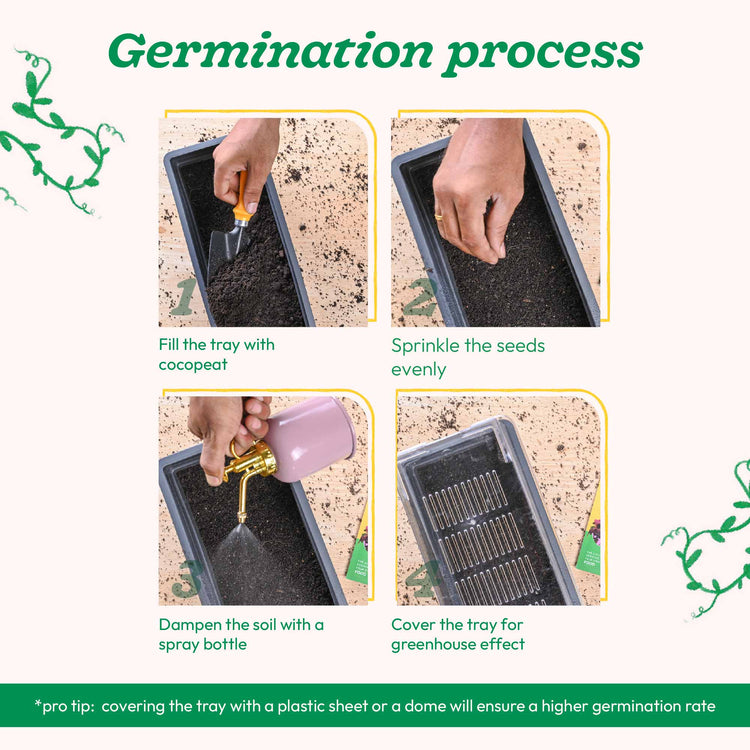 Germination process
1
2
Fill the tray with
cocopeat
Sprinkle the seeds
evenly
3
4
Dampen the soil with a
spray bottle
Cover the tray for
greenhouse effect
*pro tip: covering the tray with a plastic sheet or a dome will ensure a higher germination rate